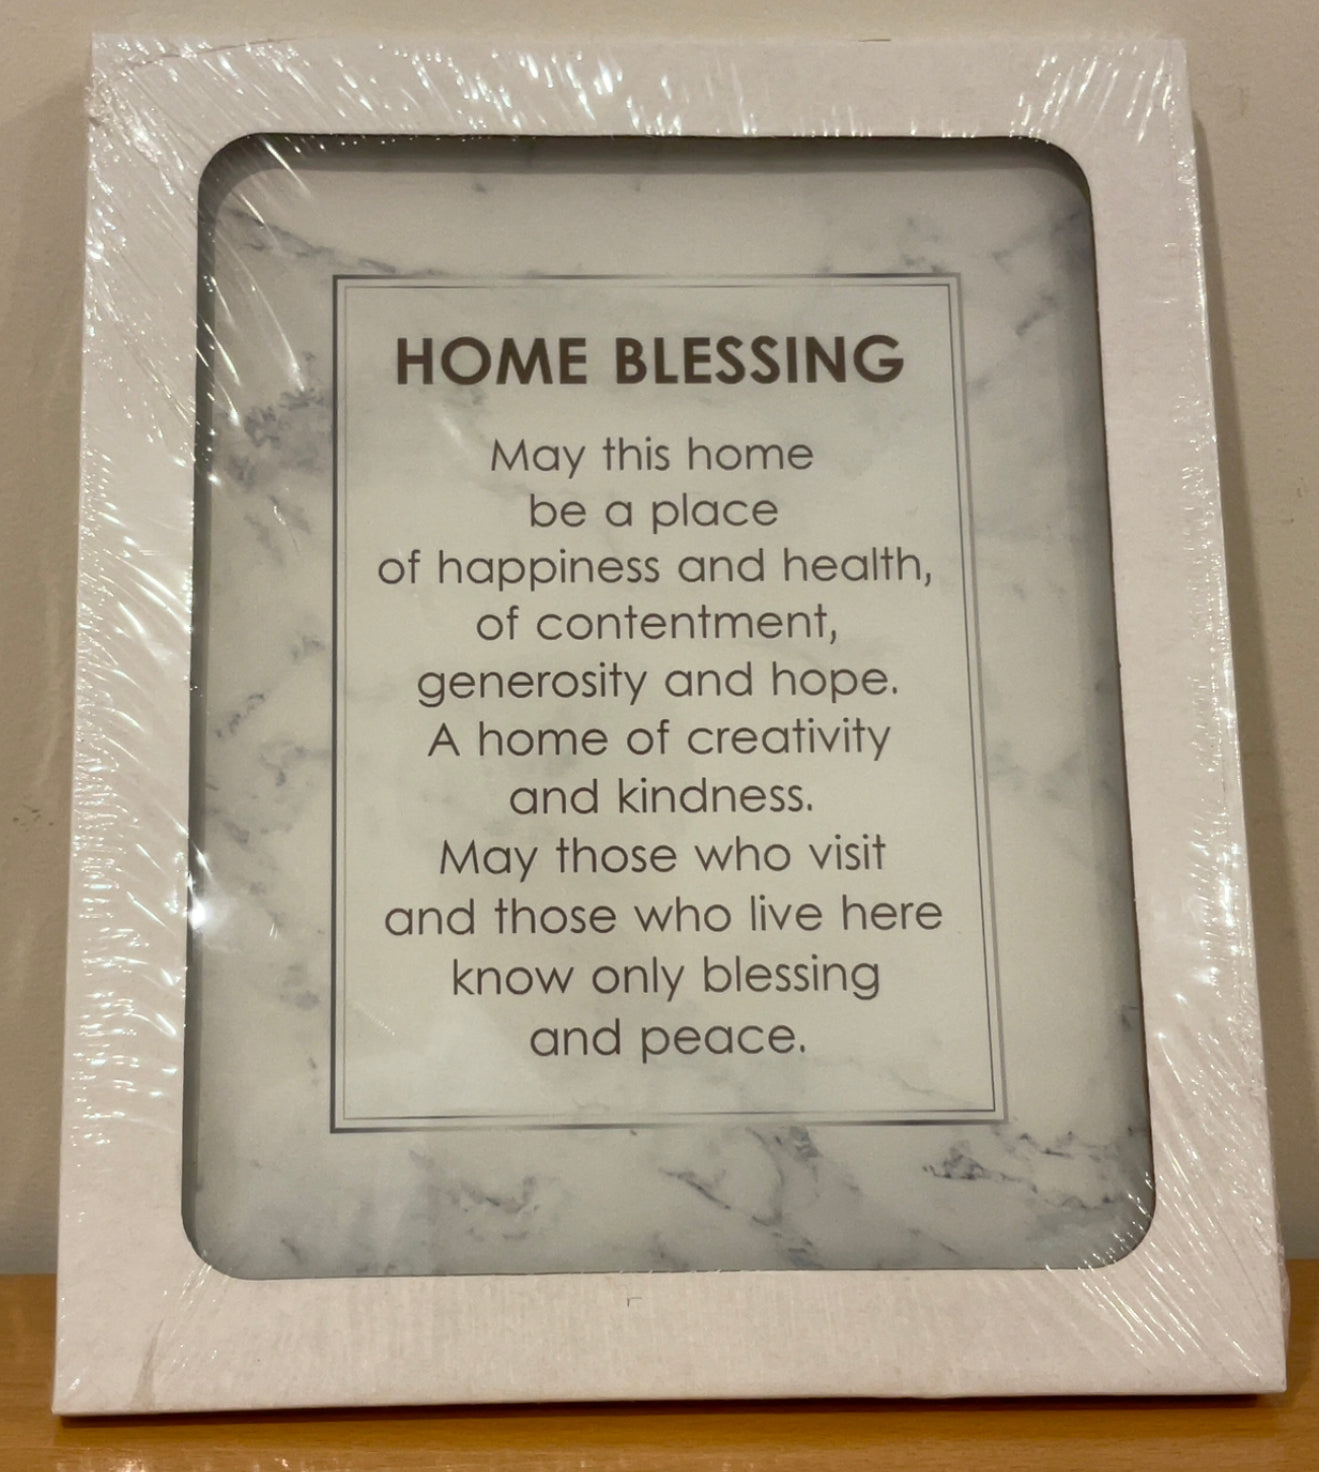 HOME BLESSING
May this home
be a place
of happiness and health,
of contentment,
generosity and hope.
A home of creativity
and kindness.
May those who visit
and those who live here
know only blessing
and peace.